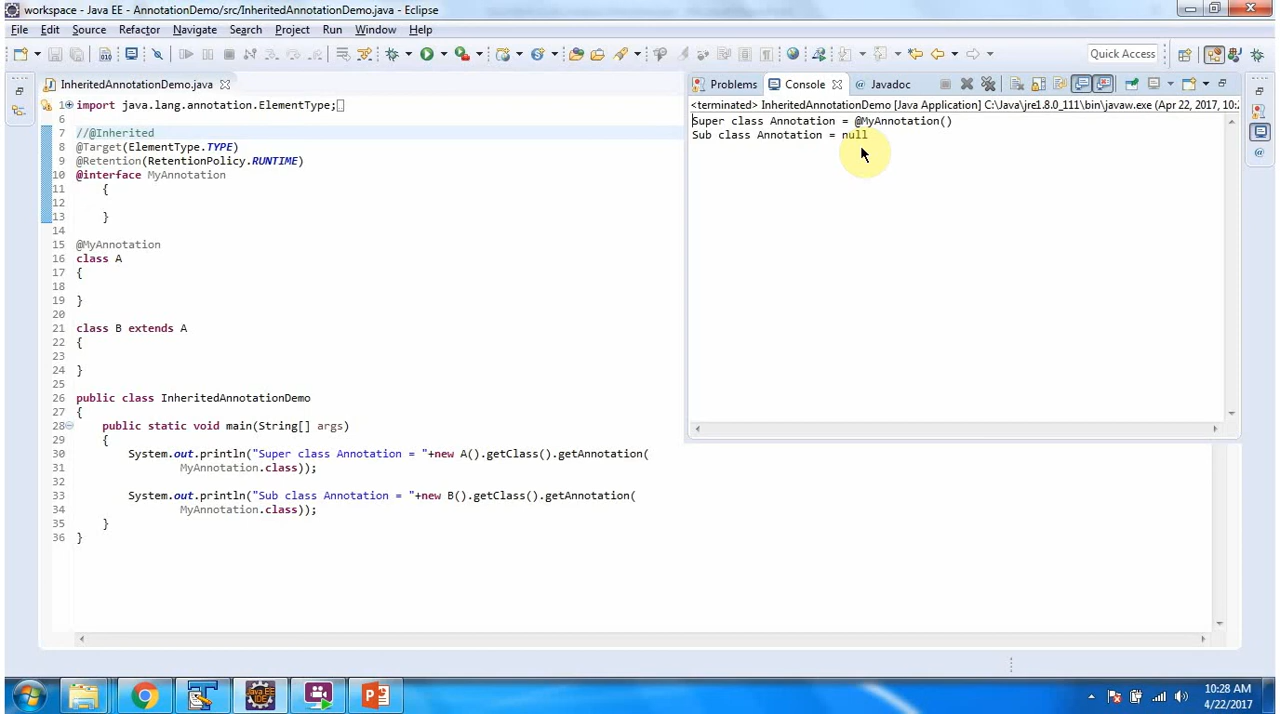 workspace - Java EE - AnnotationDemo/src/InheritedAnnotationDemo.java - Eclipse
File Edit Source Refactor Navigate Search Project Run Window Help
Quick Access
InheritedAnnotationDemo.java
1 import java.lang.annotation.ElementType;
6
7 //@Inherited
8 @Target(ElementType.TYPE)
9 @Retention(RetentionPolicy.RUNTIME)
10 @interface MyAnnotation
11 {
12
13 }
14
15 @MyAnnotation
16 class A
17 {
18
19 }
20
21 class B extends A
22 {
23
24 }
25
26 public class InheritedAnnotationDemo
27 {
28 public static void main(String[] args)
29 {
30 System.out.println("Super class Annotation = "+new A().getClass().getAnnotation(
31 MyAnnotation.class));
32
33 System.out.println("Sub class Annotation = "+new B().getClass().getAnnotation(
34 MyAnnotation.class));
35 }
36 }
Problems Console @ Javadoc
<terminated> InheritedAnnotationDemo [Java Application] C:\Java\jre1.8.0_111\bin\javaw.exe (Apr 22, 2017, 10:2
Super class Annotation = @MyAnnotation()
Sub class Annotation = null
Java EE
IDE
10:28 AM
4/22/2017